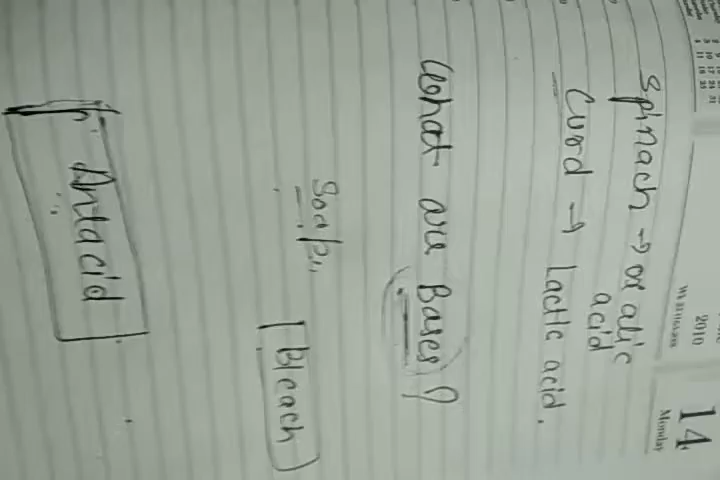 14
Monday
2010
Spinach → oxalic
acid
Curd → Lactic acid.
What are Bases?
Soap,,
Bleach
Antacid